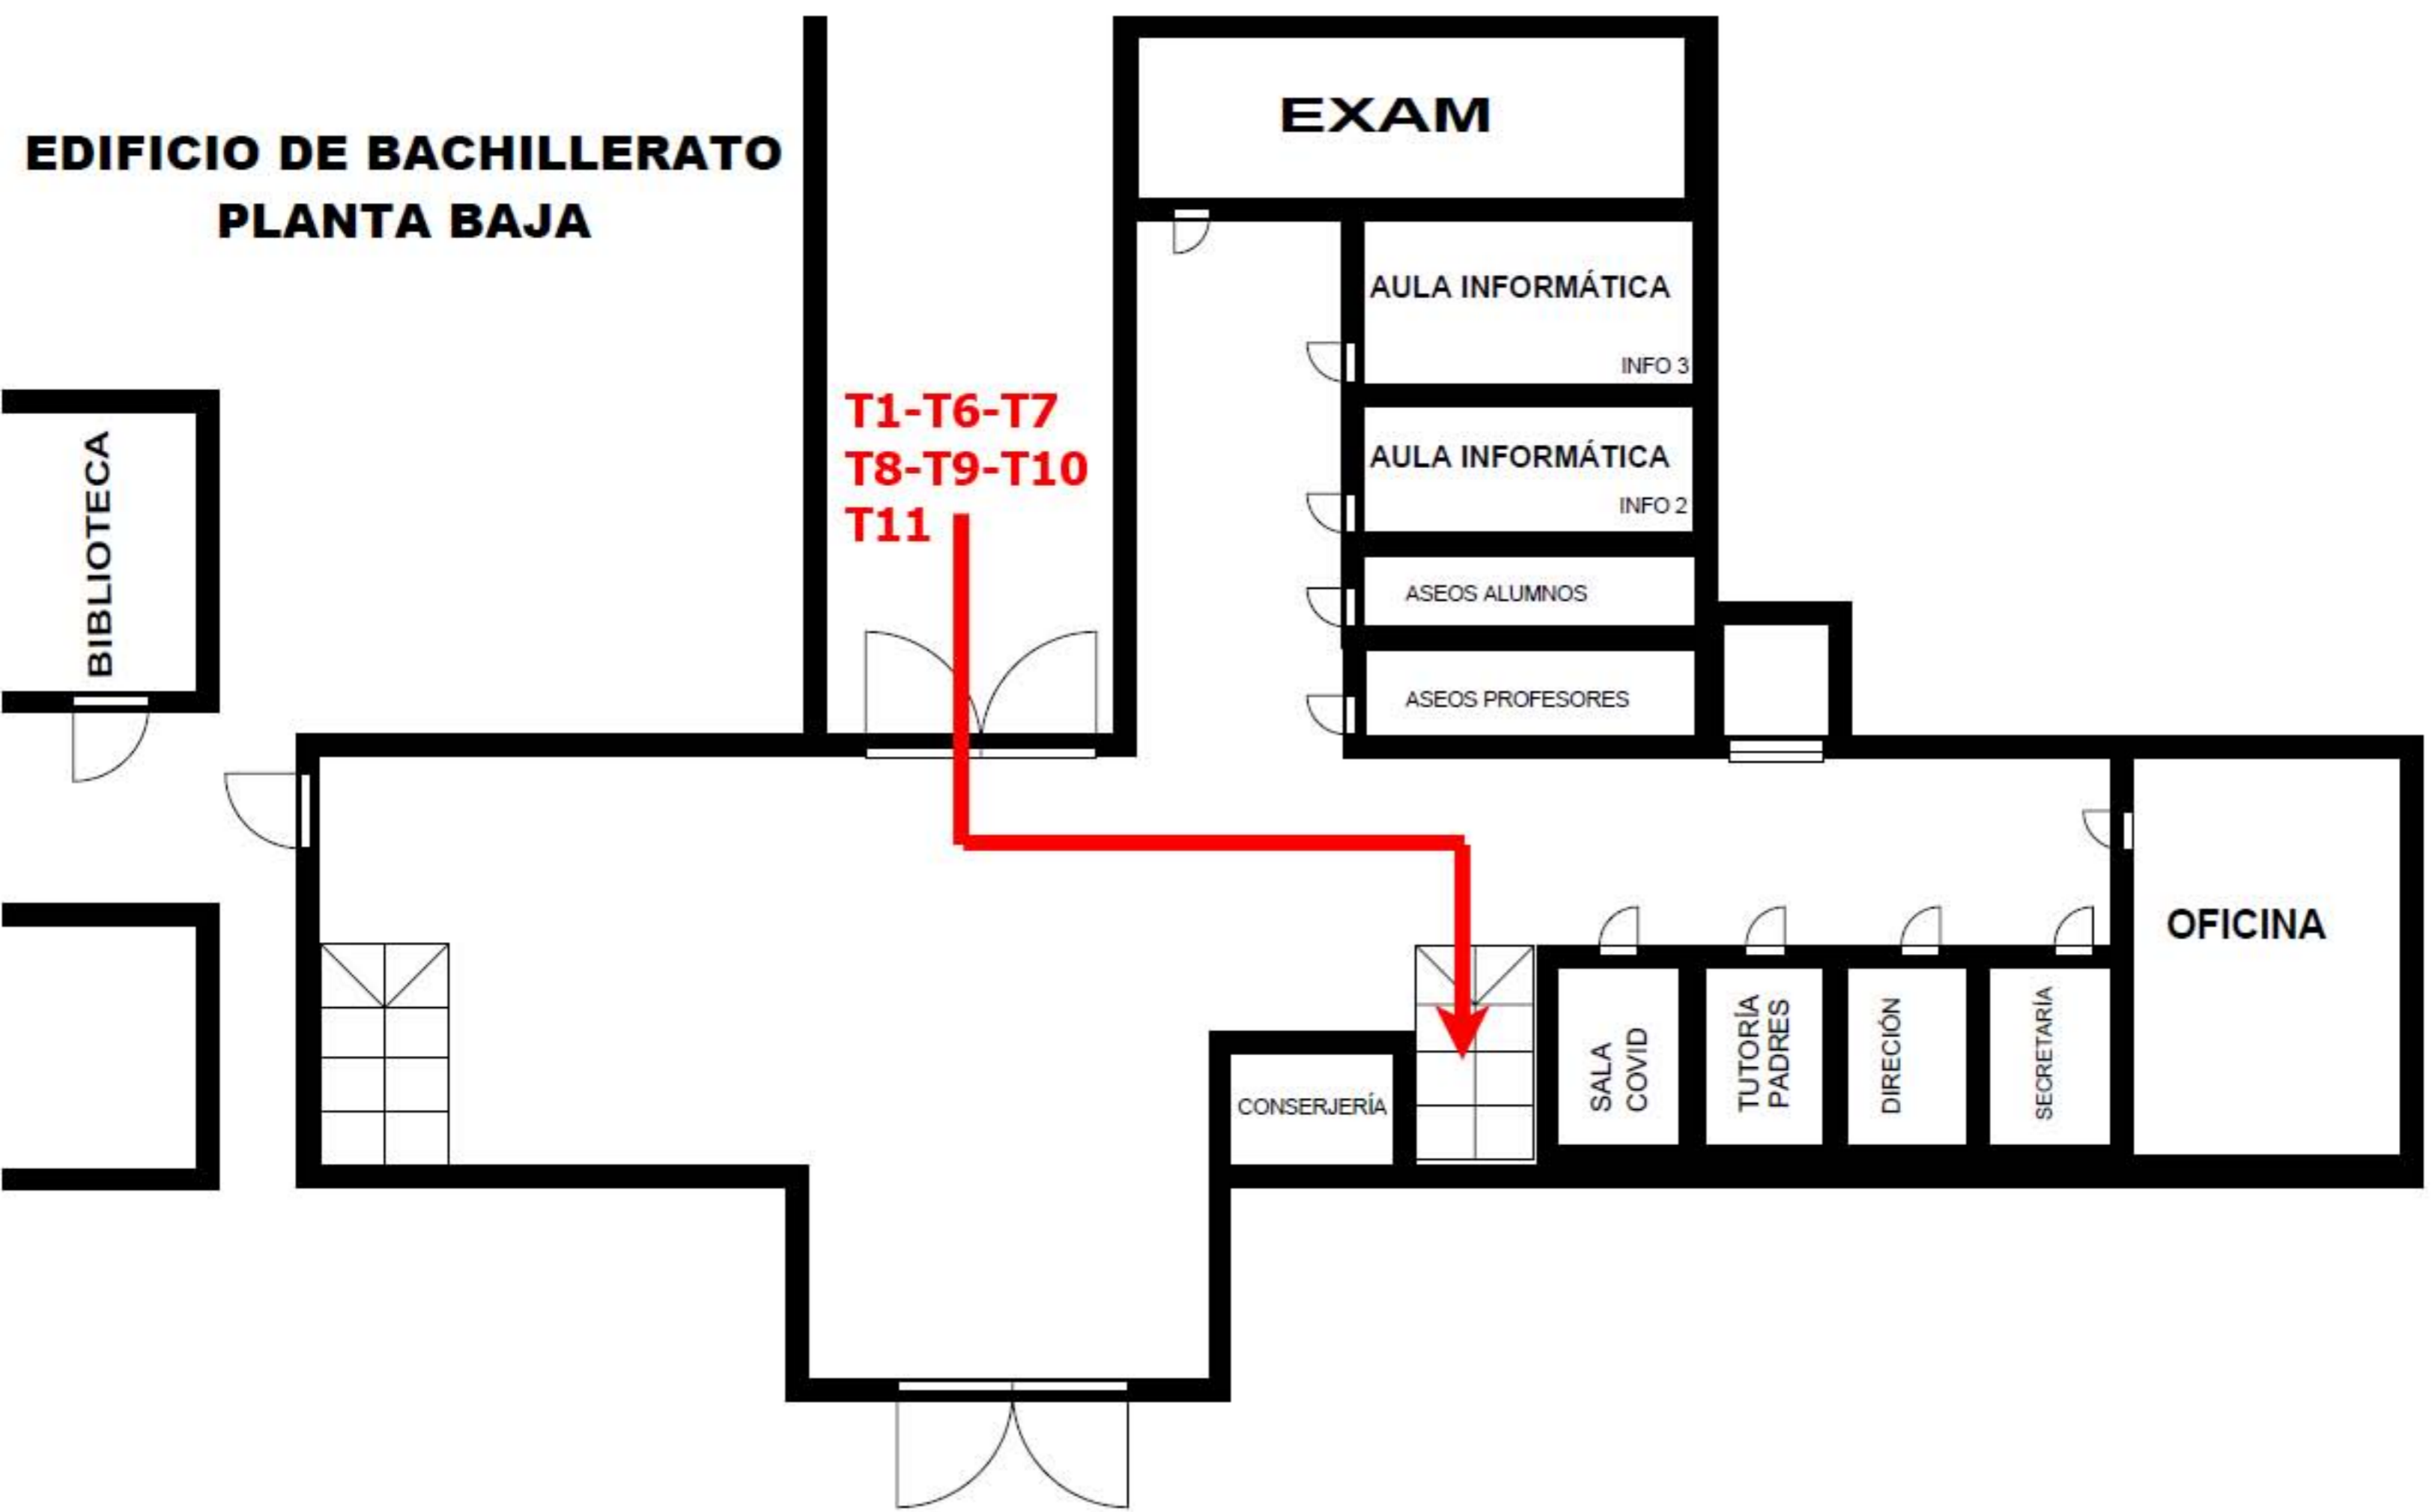 EDIFICIO DE BACHILLERATO
PLANTA BAJA
EXAM
AULA INFORMÁTICA
INFO 3
T1-T6-T7
T8-T9-T10
T11
BIBLIOTECA
AULA INFORMÁTICA
INFO 2
ASEOS ALUMNOS
ASEOS PROFESORES
OFICINA
CONSERJERÍA
SALA
COVID
TUTORÍA
PADRES
DIRECIÓN
SECRETARÍA